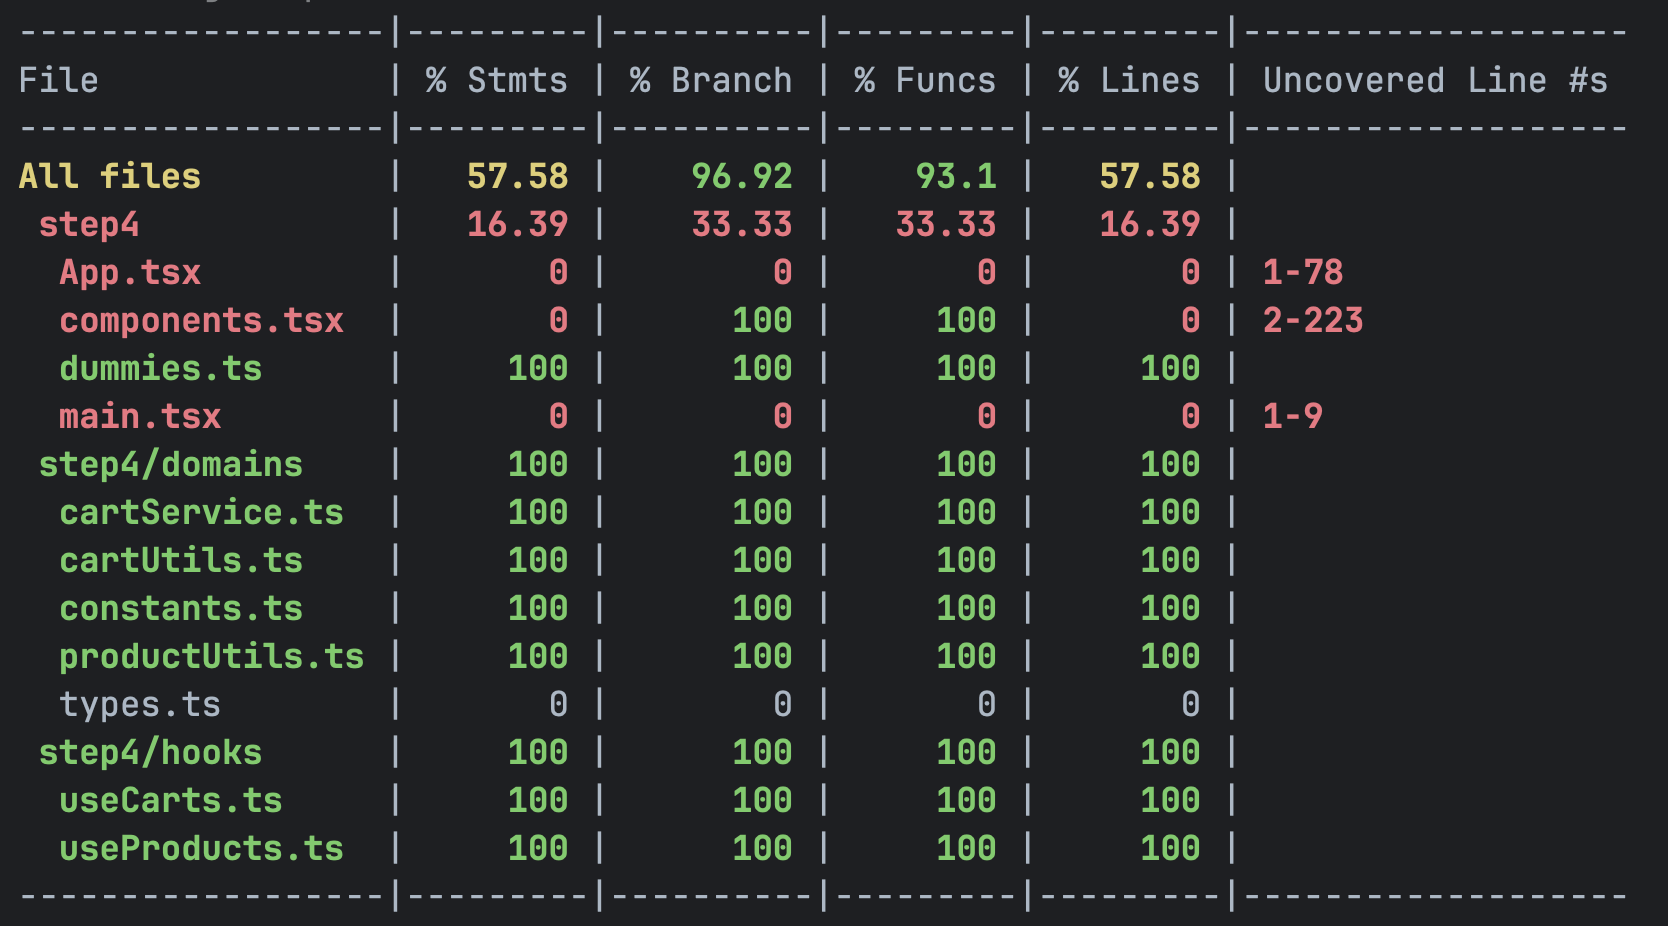 ------------------|---------|----------|---------|---------|-------------------
File              | % Stmts | % Branch | % Funcs | % Lines | Uncovered Line #s
------------------|---------|----------|---------|---------|-------------------
All files         |   57.58 |    96.92 |    93.1 |   57.58 |
 step4            |   16.39 |    33.33 |   33.33 |   16.39 |
  App.tsx         |       0 |        0 |       0 |       0 | 1-78
  components.tsx  |       0 |      100 |     100 |       0 | 2-223
  dummies.ts      |     100 |      100 |     100 |     100 |
  main.tsx        |       0 |        0 |       0 |       0 | 1-9
 step4/domains    |     100 |      100 |     100 |     100 |
  cartService.ts  |     100 |      100 |     100 |     100 |
  cartUtils.ts    |     100 |      100 |     100 |     100 |
  constants.ts    |     100 |      100 |     100 |     100 |
  productUtils.ts |     100 |      100 |     100 |     100 |
  types.ts        |       0 |        0 |       0 |       0 |
 step4/hooks      |     100 |      100 |     100 |     100 |
  useCarts.ts     |     100 |      100 |     100 |     100 |
  useProducts.ts  |     100 |      100 |     100 |     100 |
------------------|---------|----------|---------|---------|-------------------